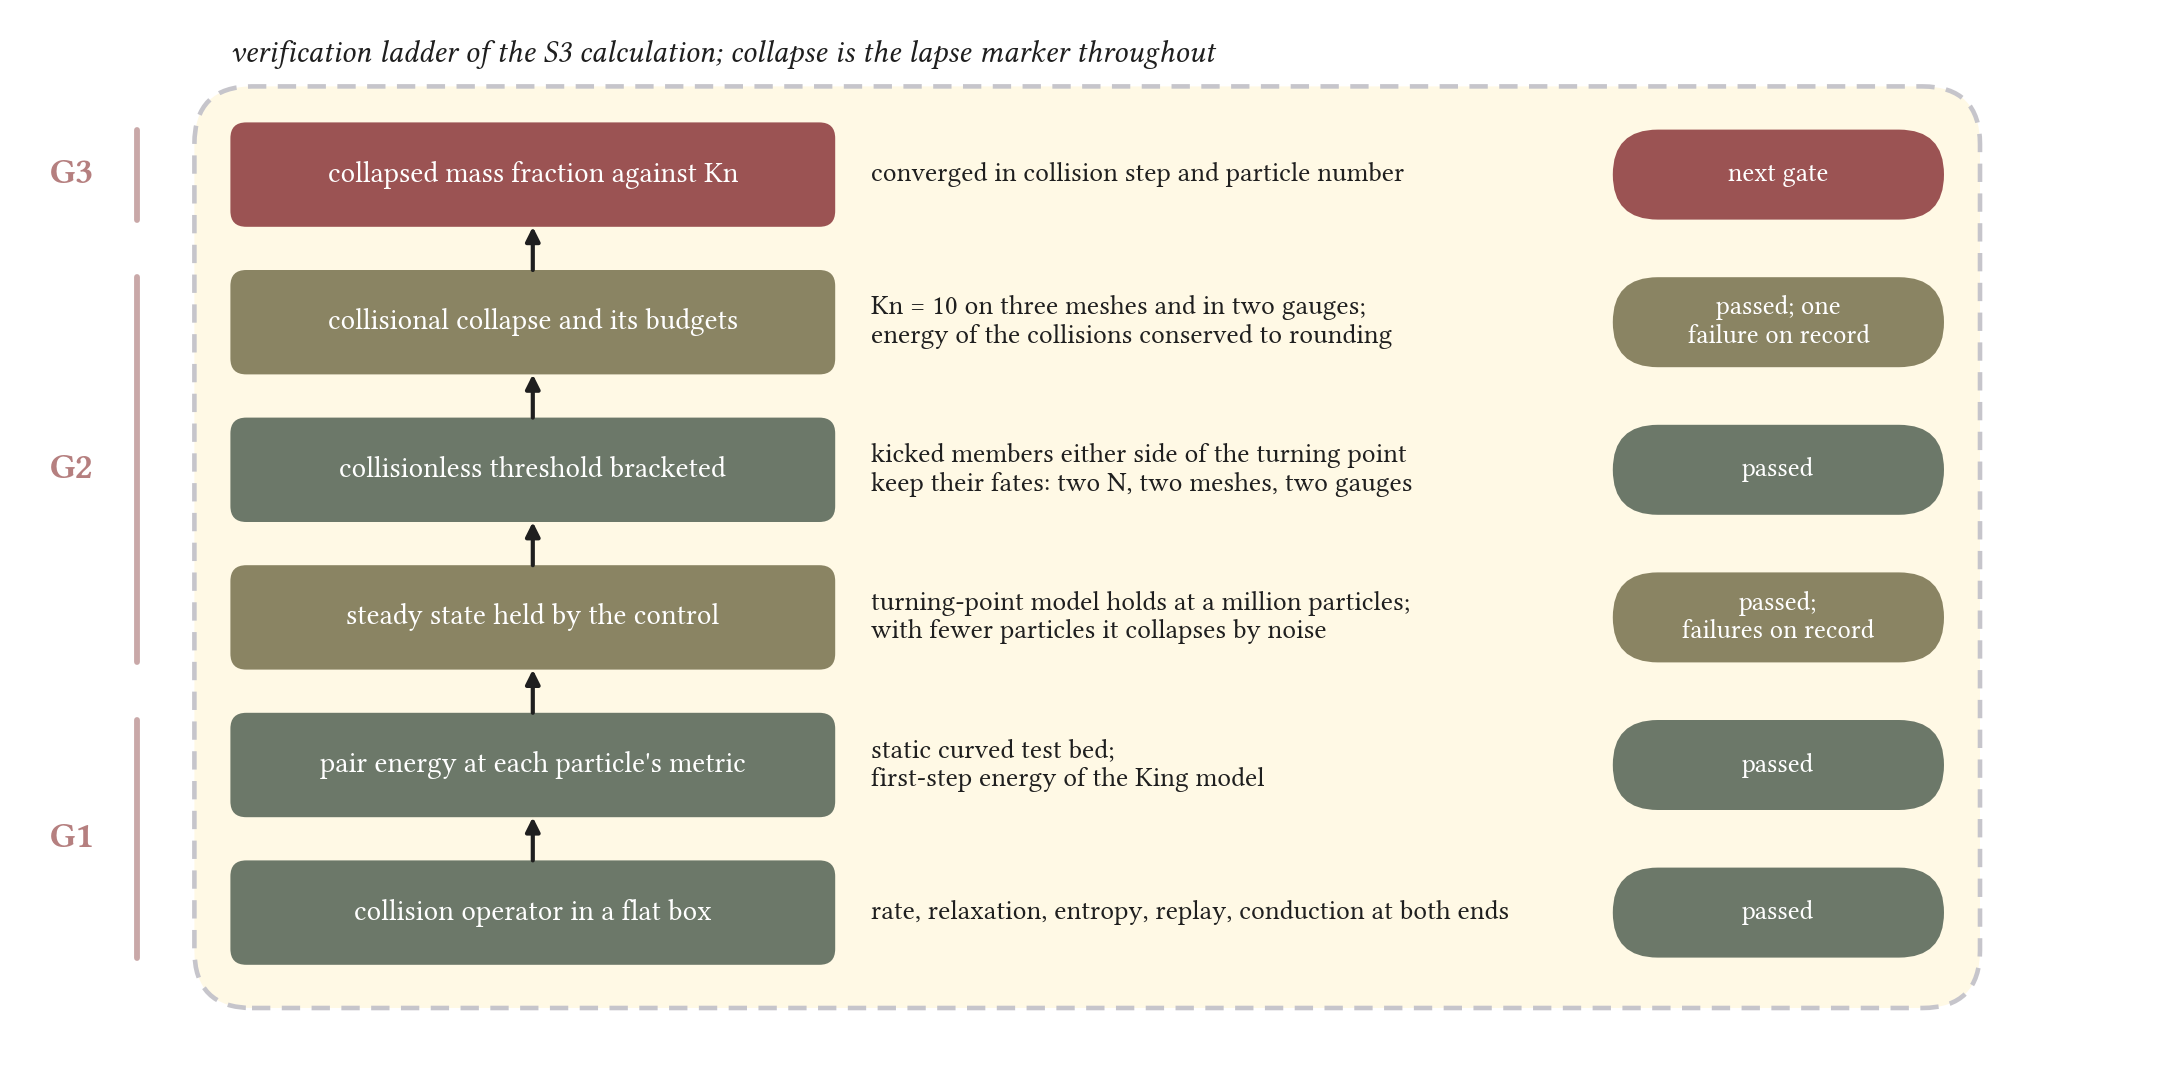 verification ladder of the S3 calculation; collapse is the lapse marker throughout
G3
collapsed mass fraction against Kn
converged in collision step and particle number
next gate
collisional collapse and its budgets
Kn = 10 on three meshes and in two gauges;
energy of the collisions conserved to rounding
passed; one
failure on record
G2
collisionless threshold bracketed
kicked members either side of the turning point
keep their fates: two N, two meshes, two gauges
passed
steady state held by the control
turning-point model holds at a million particles;
with fewer particles it collapses by noise
passed;
failures on record
G1
pair energy at each particle's metric
static curved test bed;
first-step energy of the King model
passed
collision operator in a flat box
rate, relaxation, entropy, replay, conduction at both ends
passed